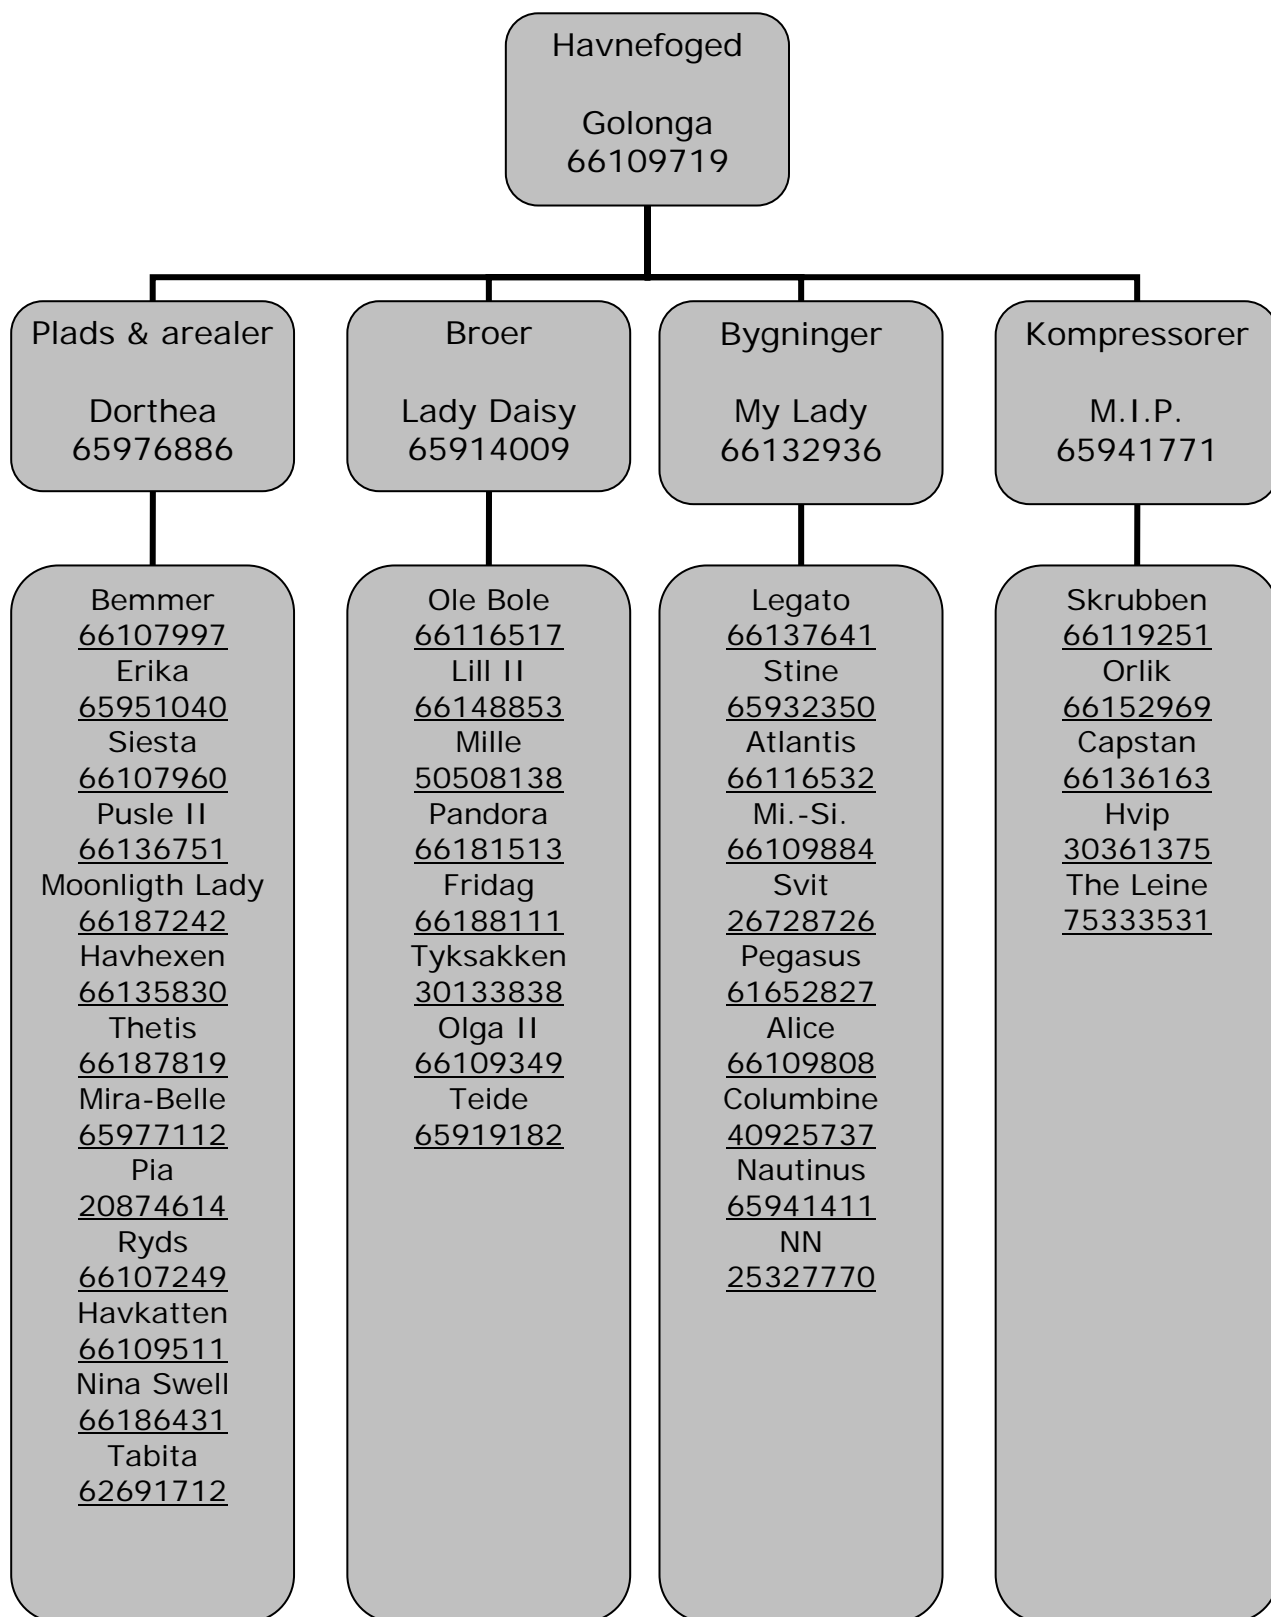 Havnefoged
Golonga
66109719
Plads & arealer
Dorthea
65976886
Broer
Lady Daisy
65914009
Bygninger
My Lady
66132936
Kompressorer
M.I.P.
65941771
Bemmer
66107997
Erika
65951040
Siesta
66107960
Pusle II
66136751
Moonligth Lady
66187242
Havhexen
66135830
Thetis
66187819
Mira-Belle
65977112
Pia
20874614
Ryds
66107249
Havkatten
66109511
Nina Swell
66186431
Tabita
62691712
Ole Bole
66116517
Lill II
66148853
Mille
50508138
Pandora
66181513
Fridag
66188111
Tyksakken
30133838
Olga II
66109349
Teide
65919182
Legato
66137641
Stine
65932350
Atlantis
66116532
Mi.-Si.
66109884
Svit
26728726
Pegasus
61652827
Alice
66109808
Columbine
40925737
Nautinus
65941411
NN
25327770
Skrubben
66119251
Orlik
66152969
Capstan
66136163
Hvip
30361375
The Leine
75333531